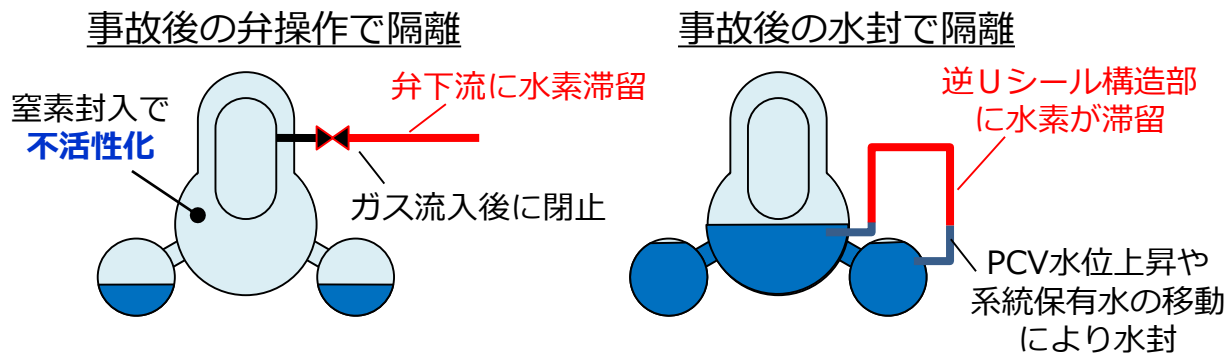 事故後の弁操作で隔離
窒素封入で
不活性化
弁下流に水素滞留
ガス流入後に閉止
事故後の水封で隔離
逆Uシール構造部
に水素が滞留
PCV水位上昇や
系統保有水の移動
により水封